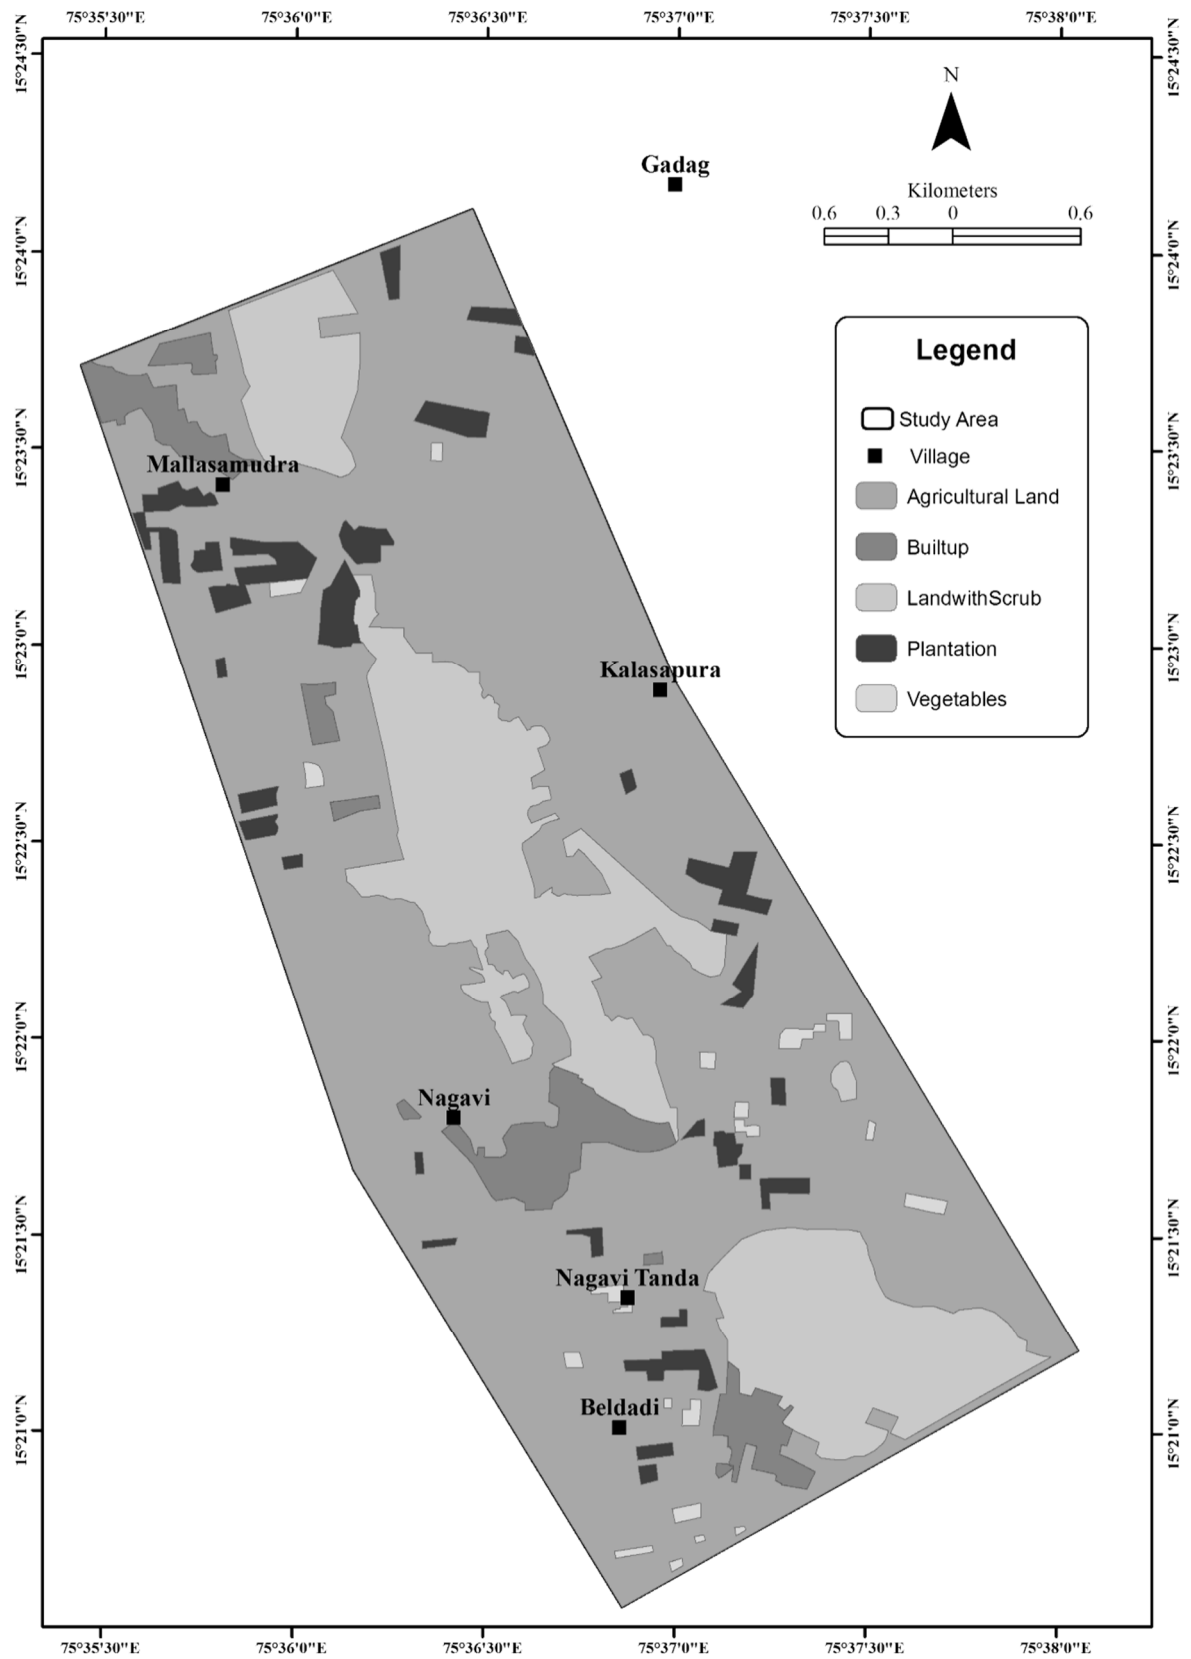 75°35'30"E 75°36'0"E 75°36'30"E 75°37'0"E 75°37'30"E 75°38'0"E
15°24'30"N
15°24'30"N
N
Gadag
Kilometers
0.6 0.3 0 0.6
15°24'0"N
15°24'0"N
Legend
Study Area
Village
Agricultural Land
Builtup
LandwithScrub
Plantation
Vegetables
15°23'30"N
15°23'30"N
Mallasamudra
15°23'0"N
15°23'0"N
Kalasapura
15°22'30"N
15°22'30"N
15°22'0"N
15°22'0"N
Nagavi
15°21'30"N
15°21'30"N
Nagavi Tanda
Beldadi
15°21'0"N
15°21'0"N
75°35'30"E 75°36'0"E 75°36'30"E 75°37'0"E 75°37'30"E 75°38'0"E